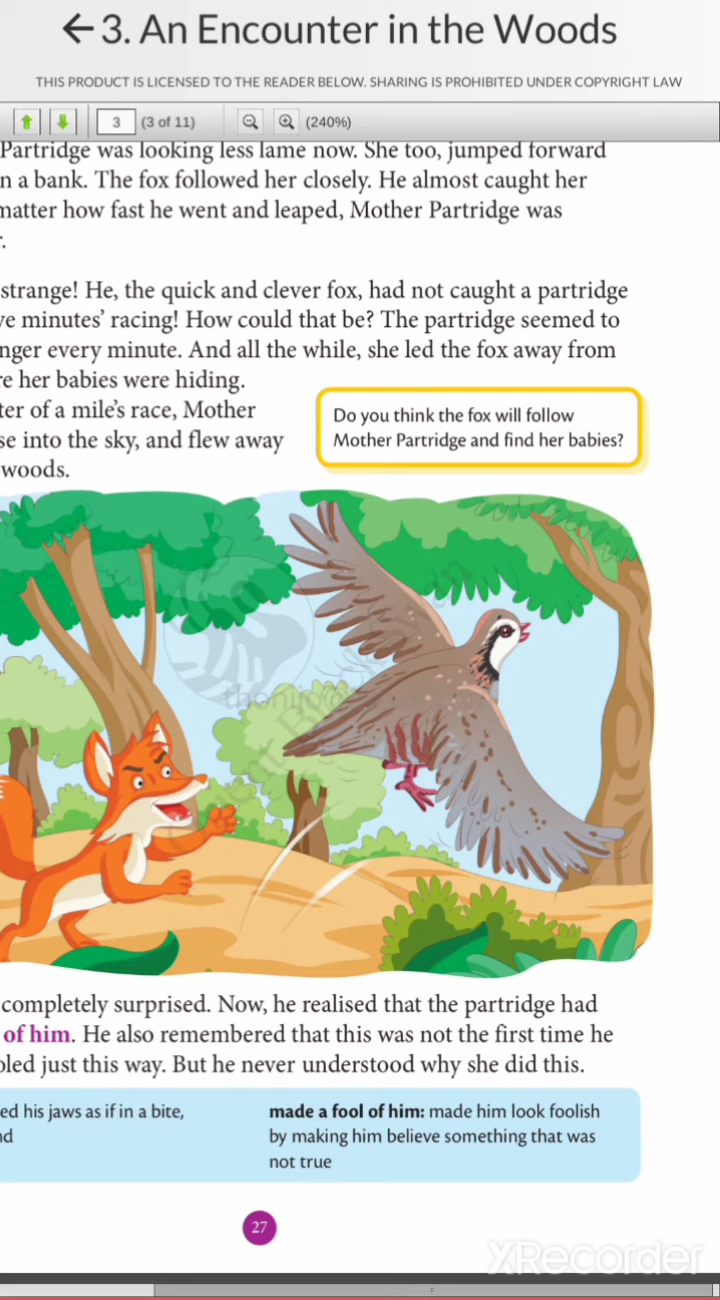 ←3. An Encounter in the Woods
THIS PRODUCT IS LICENSED TO THE READER BELOW. SHARING IS PROHIBITED UNDER COPYRIGHT LAW
3 (3 of 11) (240%)
Partridge was looking less lame now. She too, jumped forward
n a bank. The fox followed her closely. He almost caught her
matter how fast he went and leaped, Mother Partridge was
r.
strange! He, the quick and clever fox, had not caught a partridge
ve minutes’ racing! How could that be? The partridge seemed to
nger every minute. And all the while, she led the fox away from
re her babies were hiding.
ter of a mile’s race, Mother
se into the sky, and flew away
woods.
Do you think the fox will follow
Mother Partridge and find her babies?
completely surprised. Now, he realised that the partridge had
of him. He also remembered that this was not the first time he
oled just this way. But he never understood why she did this.
ed his jaws as if in a bite,
nd
made a fool of him: made him look foolish
by making him believe something that was
not true
27
XRecorder